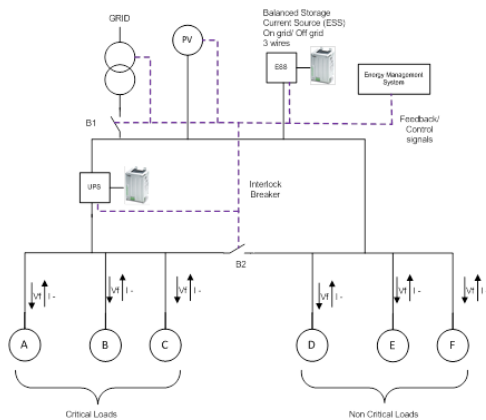 GRID
PV
Balanced Storage
Current Source (ESS)
On grid/ Off grid
3 wires
ESS
Energy Management
System
B1
Feedback/
Control
signals
UPS
Interlock
Breaker
B2
Vf I -
Vf I -
Vf I -
Vf I -
Vf I -
Vf I
A
B
C
D
E
F
Critical Loads
Non Critical Loads